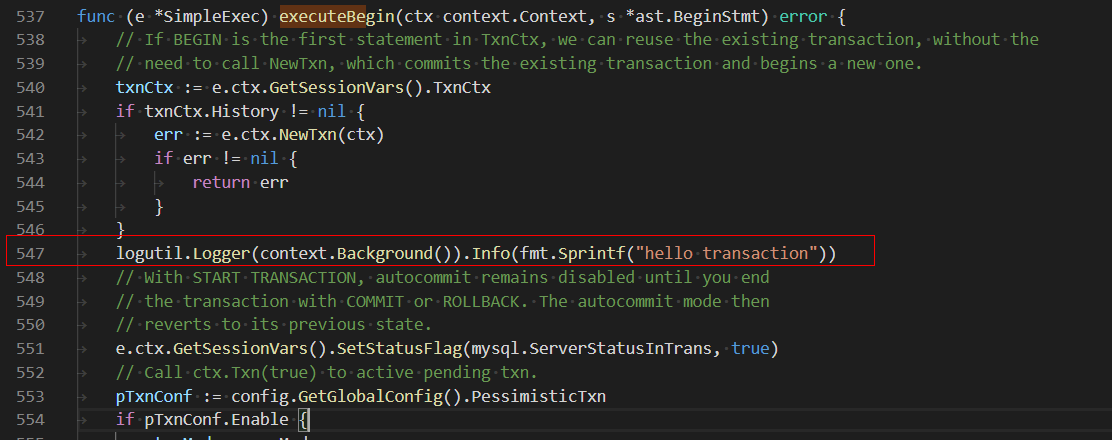 537 func (e *SimpleExec) executeBegin(ctx context.Context, s *ast.BeginStmt) error {
538 // If BEGIN is the first statement in TxnCtx, we can reuse the existing transaction, without the
539 // need to call NewTxn, which commits the existing transaction and begins a new one.
540 txnCtx := e.ctx.GetSessionVars().TxnCtx
541 if txnCtx.History != nil {
542 err := e.ctx.NewTxn(ctx)
543 if err != nil {
544 return err
545 }
546 }
547 logutil.Logger(context.Background()).Info(fmt.Sprintf("hello transaction"))
548 // With START TRANSACTION, autocommit remains disabled until you end
549 // the transaction with COMMIT or ROLLBACK. The autocommit mode then
550 // reverts to its previous state.
551 e.ctx.GetSessionVars().SetStatusFlag(mysql.ServerStatusInTrans, true)
552 // Call ctx.Txn(true) to active pending txn.
553 pTxnConf := config.GetGlobalConfig().PessimisticTxn
554 if pTxnConf.Enable {